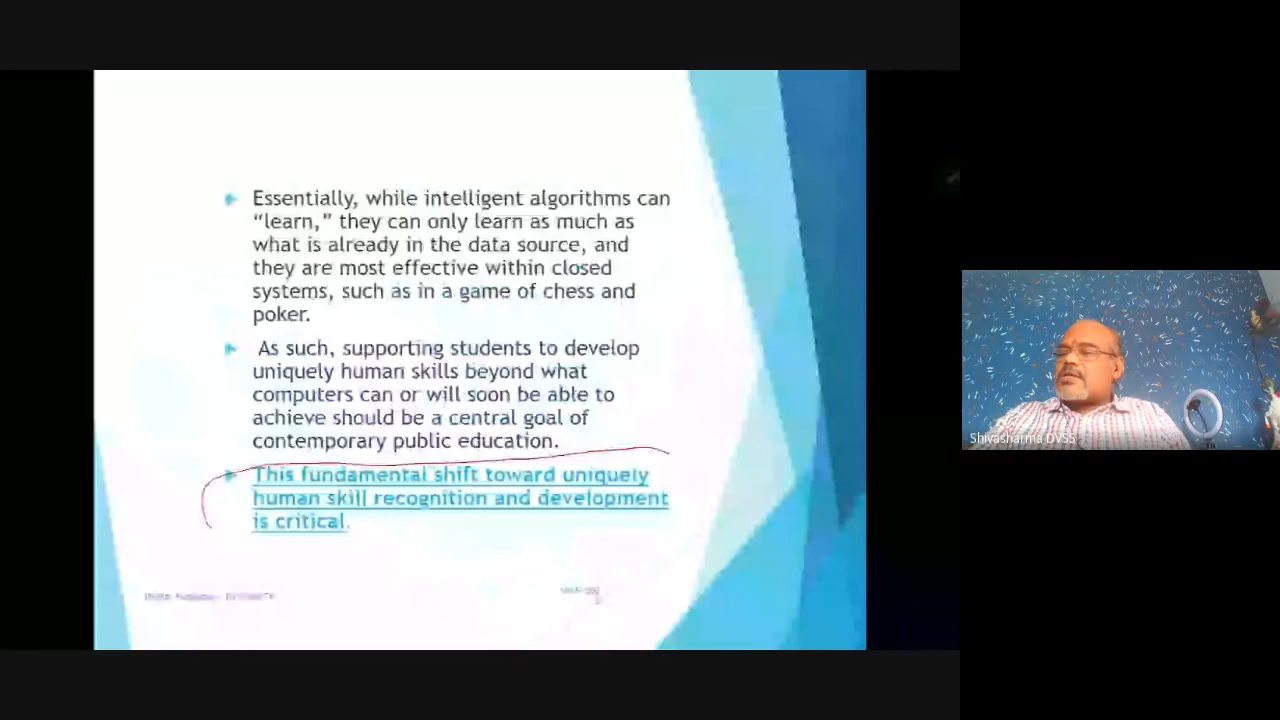 Essentially, while intelligent algorithms can
“learn,” they can only learn as much as
what is already in the data source, and
they are most effective within closed
systems, such as in a game of chess and
poker.
As such, supporting students to develop
uniquely human skills beyond what
computers can or will soon be able to
achieve should be a central goal of
contemporary public education.
This fundamental shift toward uniquely
human skill recognition and development
is critical.
Shivasharma DVSS